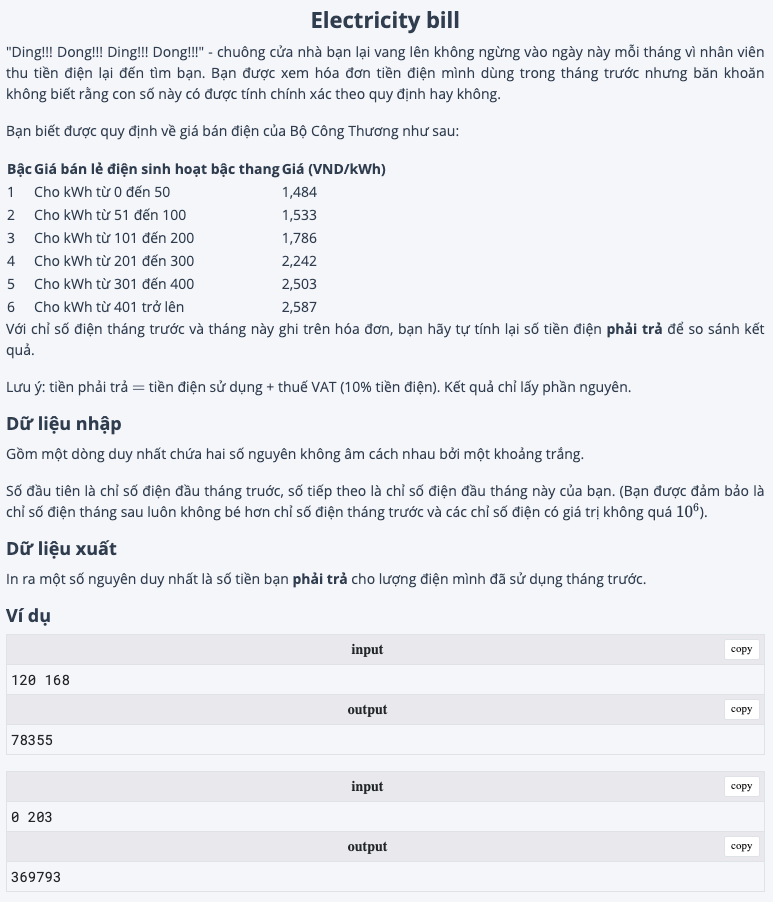 Electricity bill
"Ding!!! Dong!!! Ding!!! Dong!!!" - chuông cửa nhà bạn lại vang lên không ngừng vào ngày này mỗi tháng vì nhân viên
thu tiền điện lại đến tìm bạn. Bạn được xem hóa đơn tiền điện mình dùng trong tháng trước nhưng băn khoăn
không biết rằng con số này có được tính chính xác theo quy định hay không.
Bạn biết được quy định về giá bán điện của Bộ Công Thương như sau:
Bậc Giá bán lẻ điện sinh hoạt bậc thang Giá (VND/kWh)
1 Cho kWh từ 0 đến 50 1,484
2 Cho kWh từ 51 đến 100 1,533
3 Cho kWh từ 101 đến 200 1,786
4 Cho kWh từ 201 đến 300 2,242
5 Cho kWh từ 301 đến 400 2,503
6 Cho kWh từ 401 trở lên 2,587
Với chỉ số điện tháng trước và tháng này ghi trên hóa đơn, bạn hãy tự tính lại số tiền điện phải trả để so sánh kết
quả.
Lưu ý: tiền phải trả = tiền điện sử dụng + thuế VAT (10% tiền điện). Kết quả chỉ lấy phần nguyên.
Dữ liệu nhập
Gồm một dòng duy nhất chứa hai số nguyên không âm cách nhau bởi một khoảng trắng.
Số đầu tiên là chỉ số điện đầu tháng trước, số tiếp theo là chỉ số điện đầu tháng này của bạn. (Bạn được đảm bảo là
chỉ số điện tháng sau luôn không bé hơn chỉ số điện tháng trước và các chỉ số điện có giá trị không quá 10⁶).
Dữ liệu xuất
In ra một số nguyên duy nhất là số tiền bạn phải trả cho lượng điện mình đã sử dụng tháng trước.
Ví dụ
input copy
120 168
output copy
78355
input copy
0 203
output copy
369793